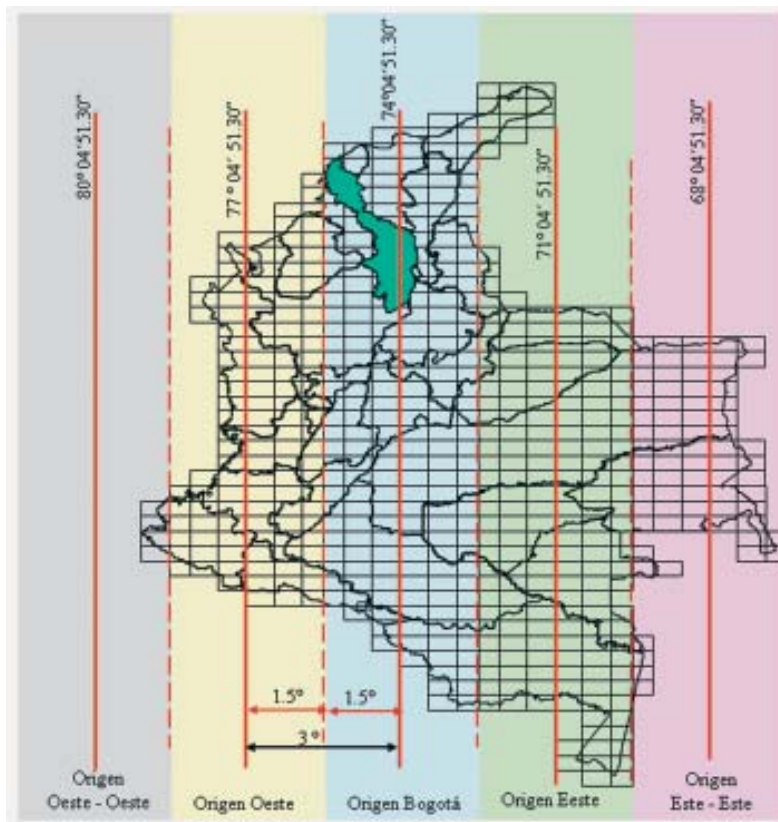 80° 04´51.30”
77° 04´ 51.30”
74°04´51.30”
71° 04´ 51.30”
68° 04´51.30”
1.5°
1.5°
3 °
Origen
Oeste - Oeste
Origen Oeste
Origen Bogotá
Origen Eeste
Origen
Este - Este